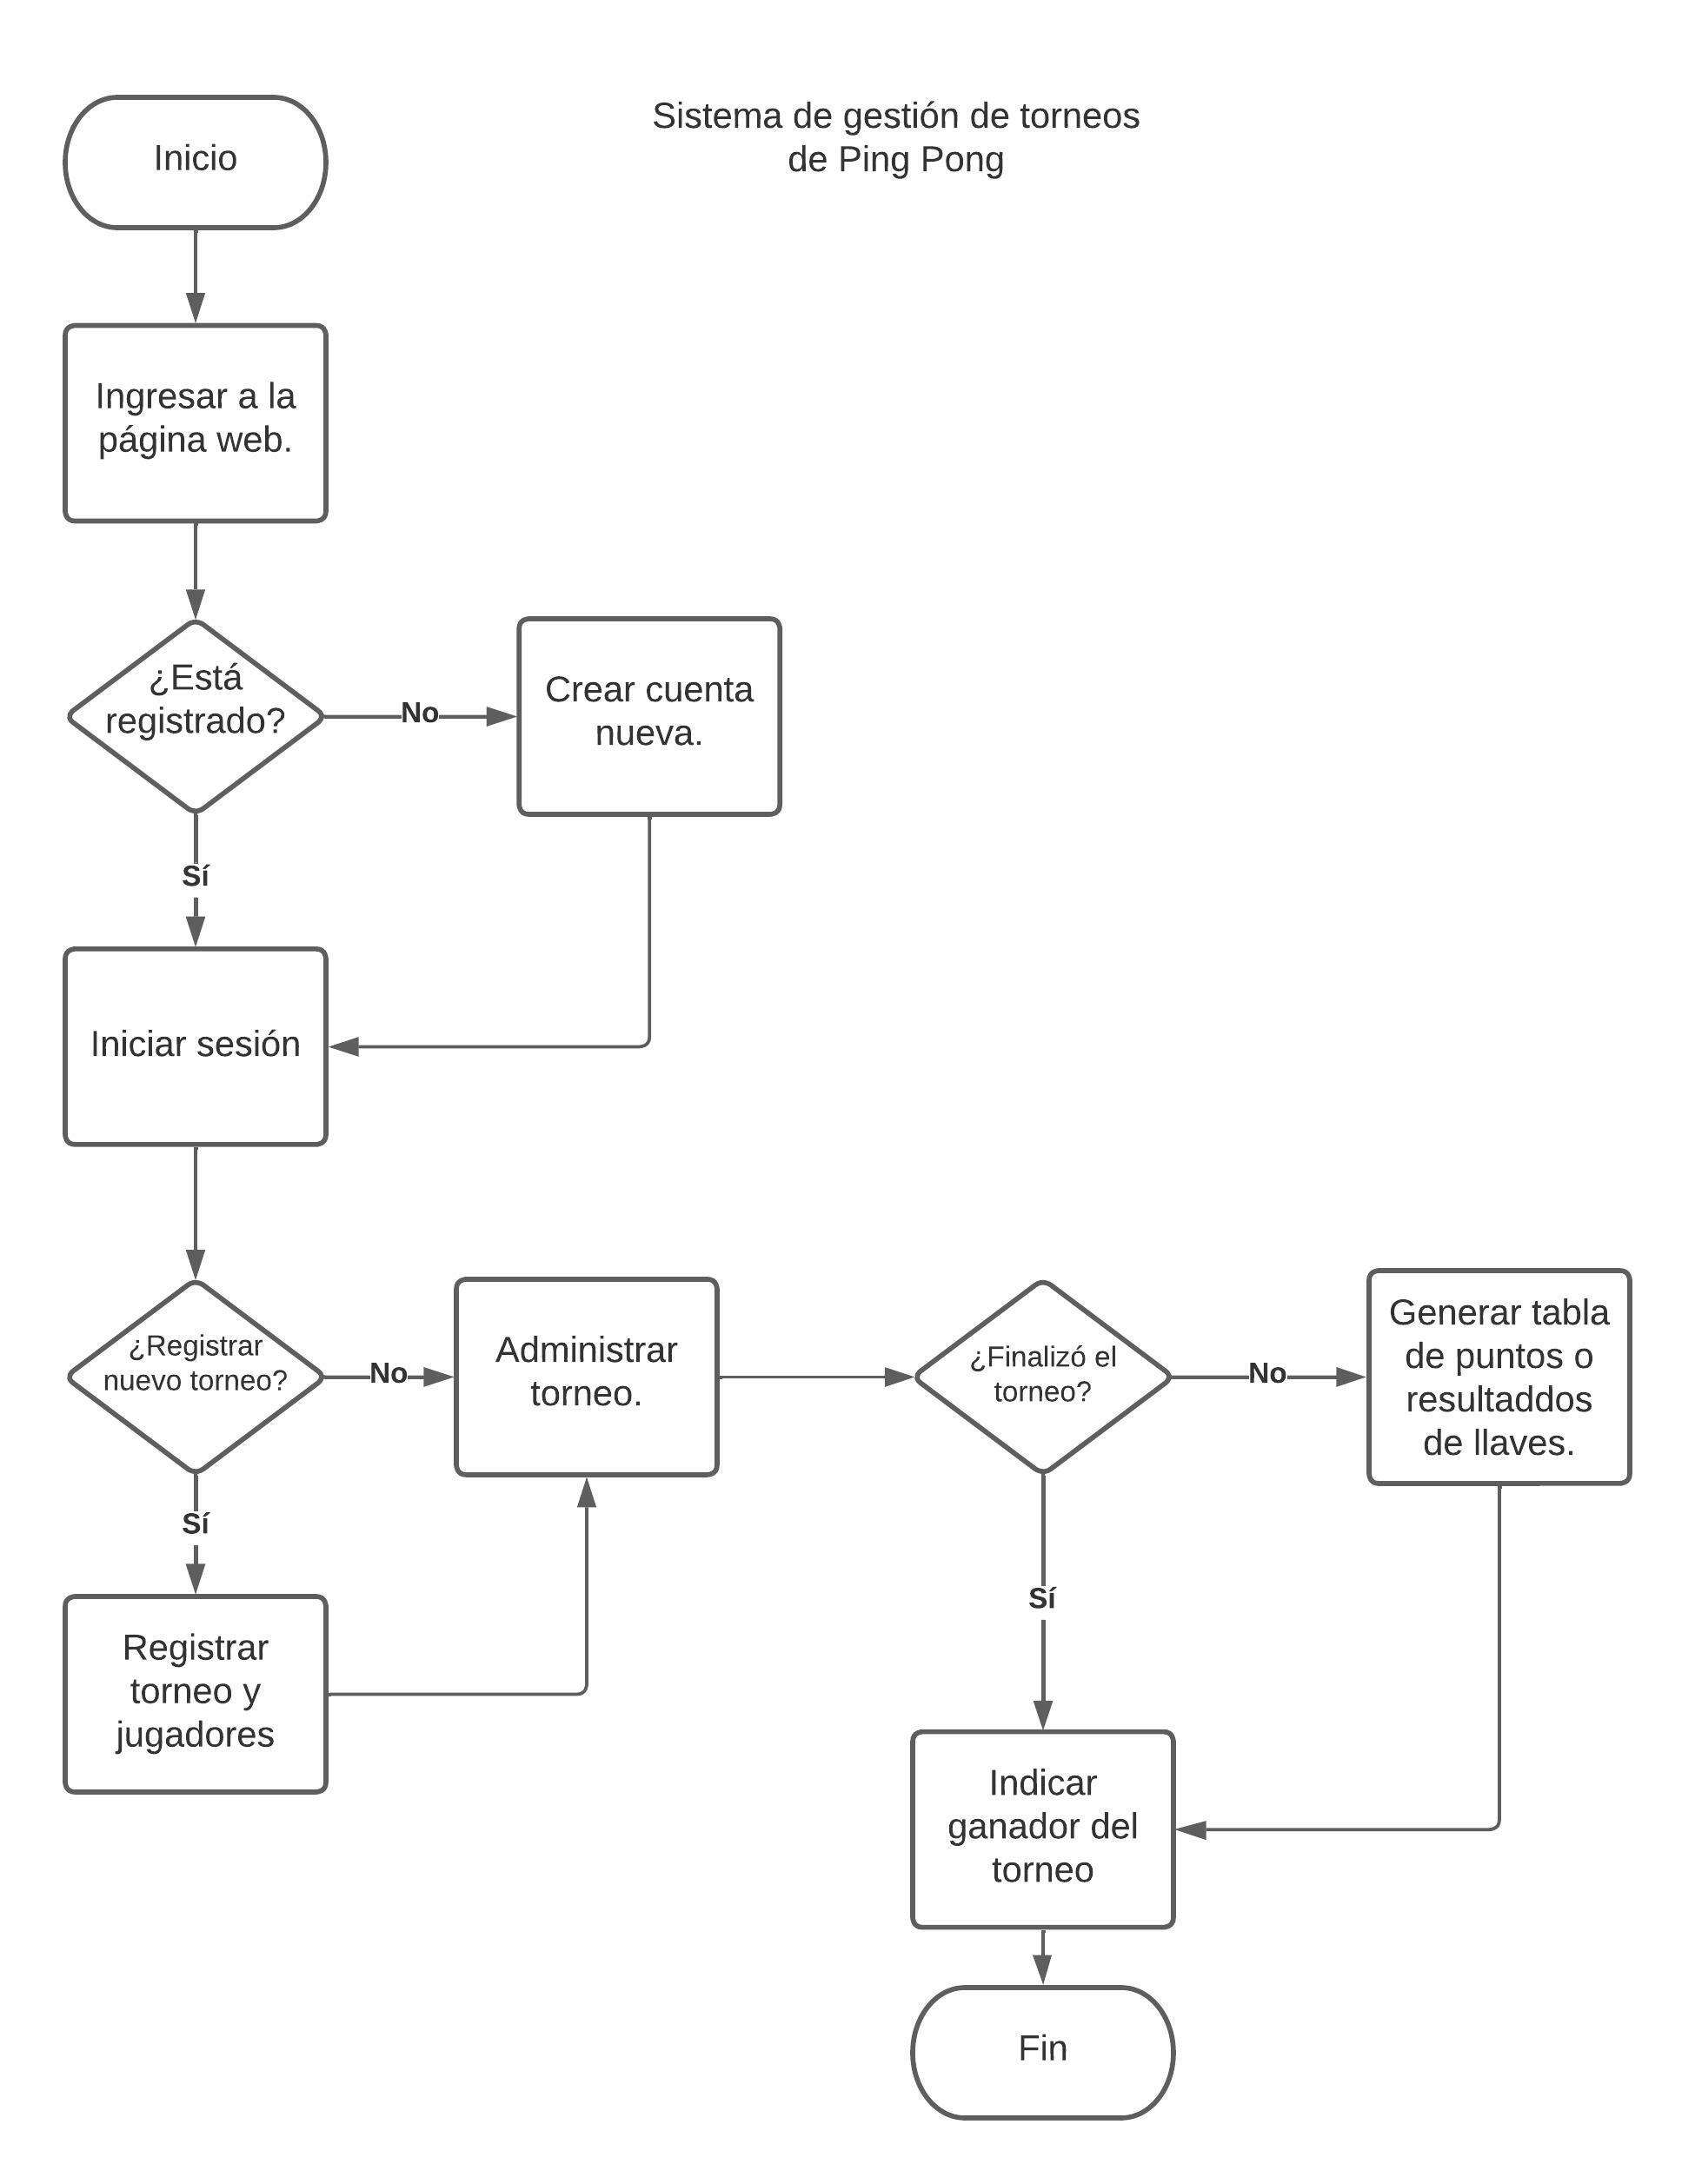 Sistema de gestión de torneos
de Ping Pong
Inicio
Ingresar a la
página web.
¿Está
registrado?
No
Crear cuenta
nueva.
Sí
Iniciar sesión
¿Registrar
nuevo torneo?
No
Administrar
torneo.
¿Finalizó el
torneo?
No
Generar tabla
de puntos o
resultaddos
de llaves.
Sí
Registrar
torneo y
jugadores
Sí
Indicar
ganador del
torneo
Fin